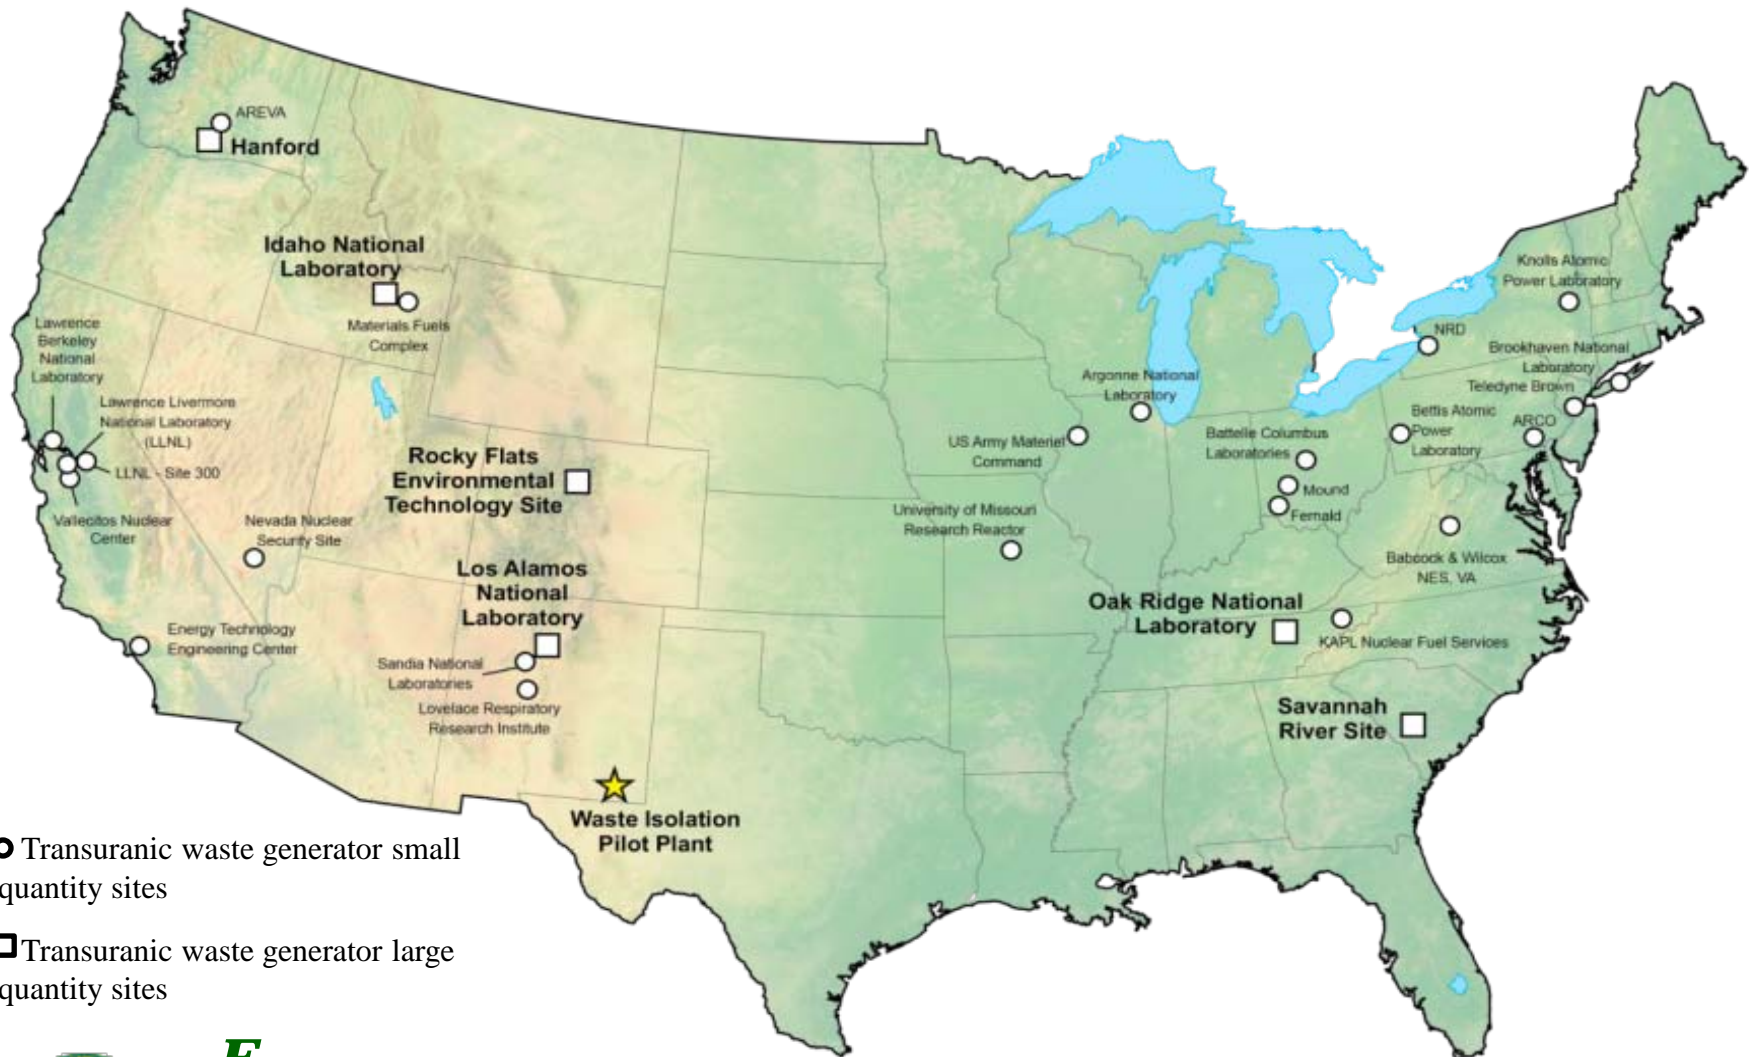 AREVA
Hanford
Idaho National
Laboratory
Materials Fuels
Complex
Lawrence
Berkeley
National
Laboratory
Lawrence Livermore
National Laboratory
(LLNL)
LLNL - Site 300
Vallecitos Nuclear
Center
Nevada Nuclear
Security Site
Energy Technology
Engineering Center
Rocky Flats
Environmental
Technology Site
Los Alamos
National
Laboratory
Sandia National
Laboratories
Lovelace Respiratory
Research Institute
Waste Isolation
Pilot Plant
US Army Materiel
Command
University of Missouri
Research Reactor
Argonne National
Laboratory
Battelle Columbus
Laboratories
Mound
Fernald
Knolls Atomic
Power Laboratory
NRD
Brookhaven National
Laboratory
Teledyne Brown
Bettis Atomic
Power
Laboratory
ARCO
Babcock & Wilcox
NES, VA
Oak Ridge National
Laboratory
KAPL Nuclear Fuel Services
Savannah
River Site
Transuranic waste generator small
quantity sites
Transuranic waste generator large
quantity sites